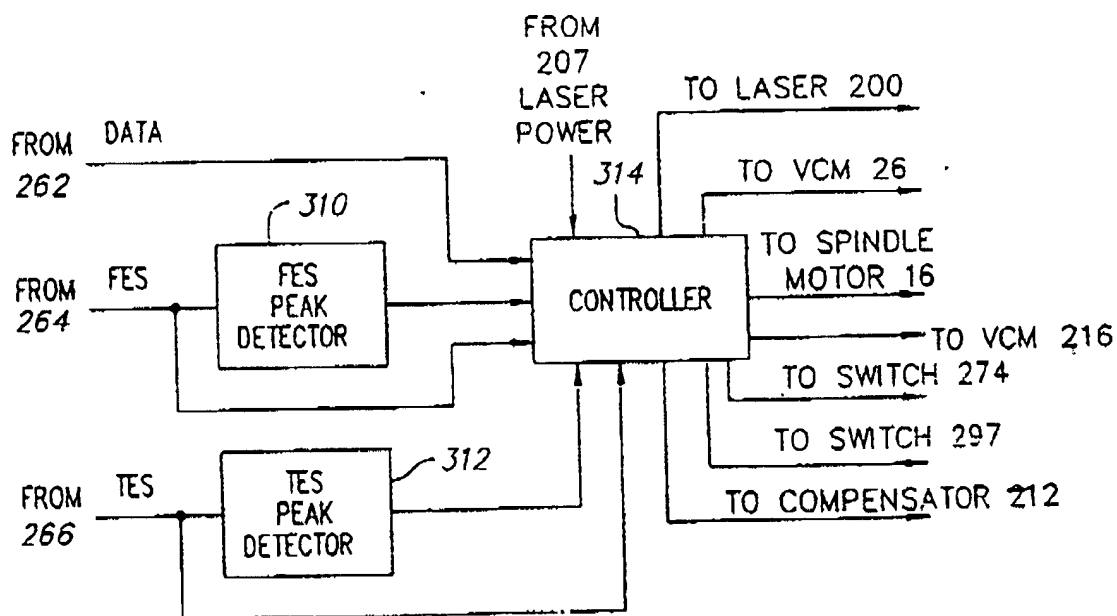 FROM
207
LASER
POWER
TO LASER 200
DATA
FROM
262
314
TO VCM 26
310
TO SPINDLE
MOTOR 16
FES
FROM
264
FES
PEAK
DETECTOR
CONTROLLER
TO VCM 216
TO SWITCH 274
312
TO SWITCH 297
TES
FROM
266
TES
PEAK
DETECTOR
TO COMPENSATOR 212